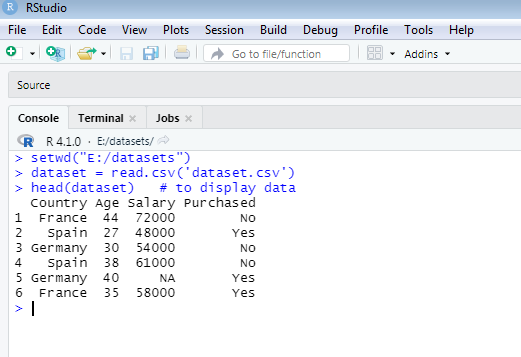 RStudio
File Edit Code View Plots Session Build Debug Profile Tools Help
Go to file/function Addins
Source
Console Terminal Jobs
R 4.1.0 · E:/datasets/
> setwd("E:/datasets")
> dataset = read.csv('dataset.csv')
> head(dataset)   # to display data
  Country Age Salary Purchased
1  France  44  72000        No
2   Spain  27  48000       Yes
3 Germany  30  54000        No
4   Spain  38  61000        No
5 Germany  40     NA       Yes
6  France  35  58000       Yes
>